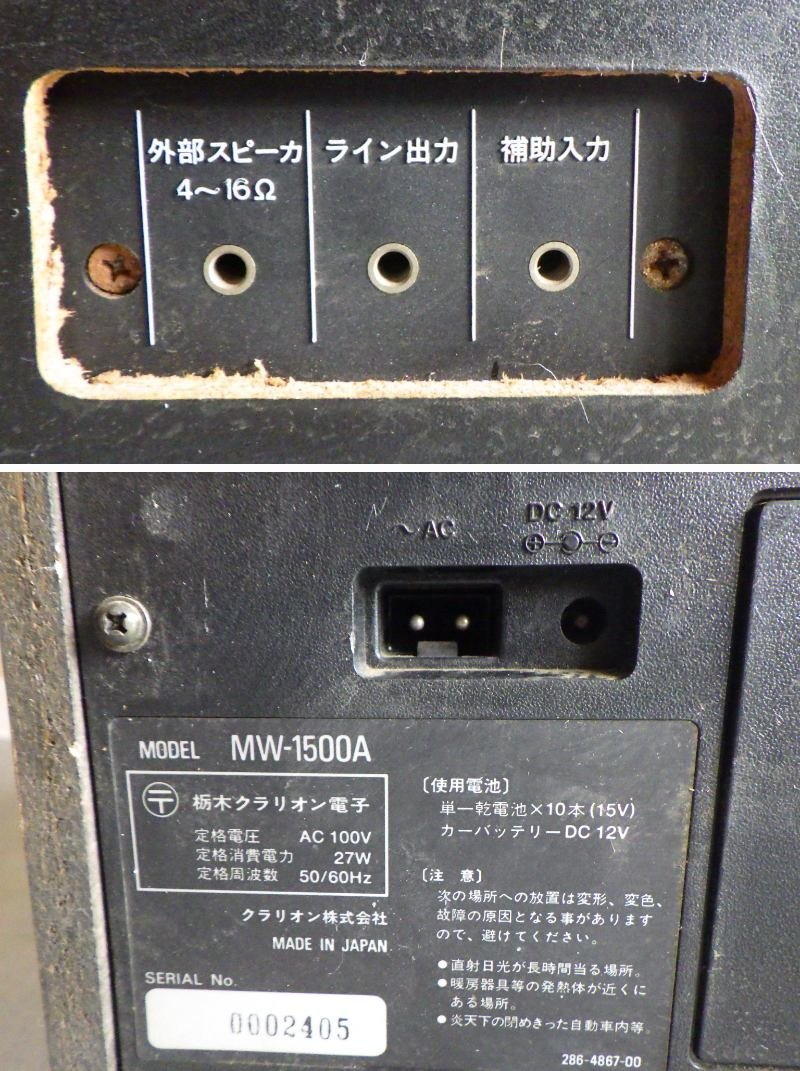 外部スピーカ
4〜16Ω
ライン出力
補助入力
〜AC
DC 12V
MODEL MW-1500A
〒 栃木クラリオン電子
定格電圧 AC 100V
定格消費電力 27W
定格周波数 50/60Hz
クラリオン株式会社
MADE IN JAPAN
SERIAL No.
0002405
〔使用電池〕
単一乾電池×10本(15V)
カーバッテリーDC 12V
〔注 意〕
次の場所への放置は変形、変色、
故障の原因となる事があります
ので、避けてください。
●直射日光が長時間当る場所。
●暖房器具等の発熱体が近くに
ある場所。
●炎天下の閉めきった自動車内等。
286-4867-00